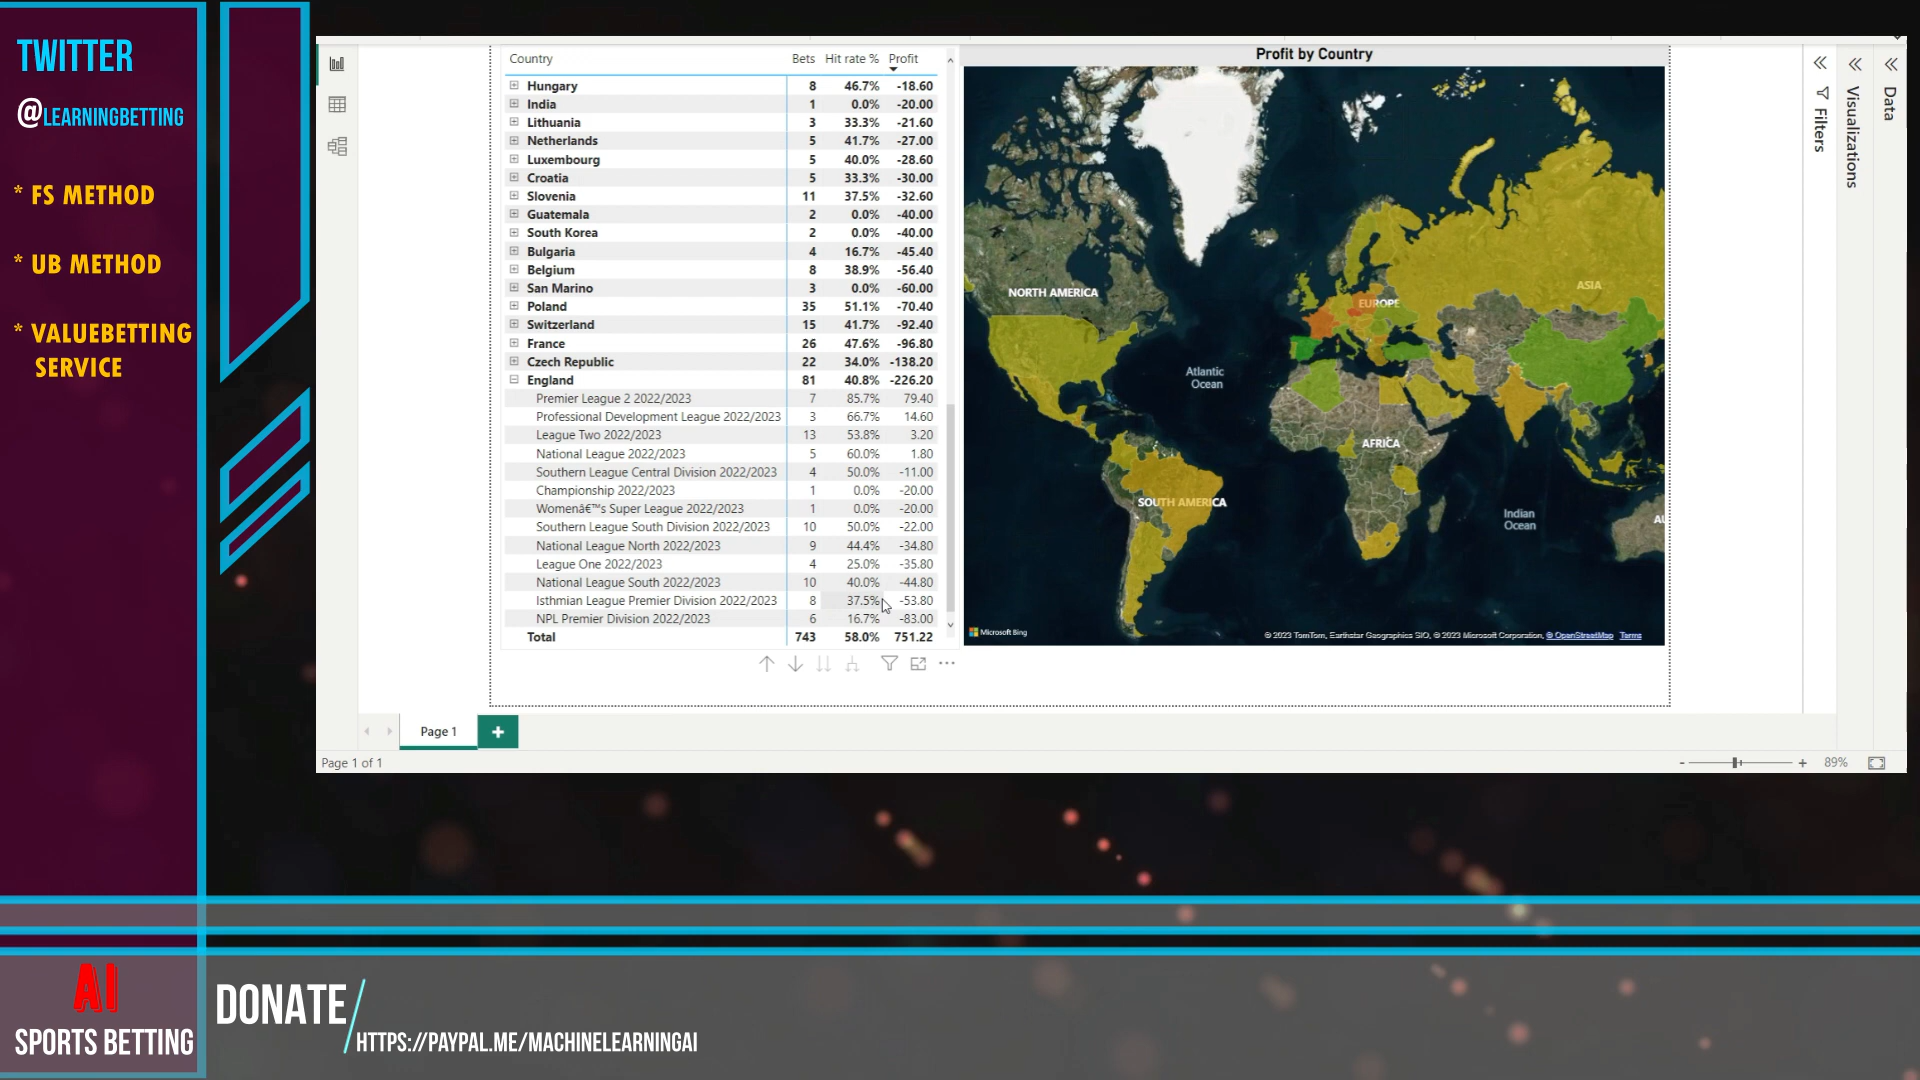 TWITTER
@LEARNINGBETTING
* FS METHOD
* UB METHOD
* VALUEBETTING
SERVICE
Country Bets Hit rate % Profit
Hungary 8 46.7% -18.60
India 1 0.0% -20.00
Lithuania 3 33.3% -21.60
Netherlands 5 41.7% -27.00
Luxembourg 5 40.0% -28.60
Croatia 5 33.3% -30.00
Slovenia 11 37.5% -32.60
Guatemala 2 0.0% -40.00
South Korea 2 0.0% -40.00
Bulgaria 4 16.7% -45.40
Belgium 8 38.9% -56.40
San Marino 3 0.0% -60.00
Poland 35 51.1% -70.40
Switzerland 15 41.7% -92.40
France 26 47.6% -96.80
Czech Republic 22 34.0% -138.20
England 81 40.8% -226.20
Premier League 2 2022/2023 7 85.7% 79.40
Professional Development League 2022/2023 3 66.7% 14.60
League Two 2022/2023 13 53.8% 3.20
National League 2022/2023 5 60.0% 1.80
Southern League Central Division 2022/2023 4 50.0% -11.00
Championship 2022/2023 1 0.0% -20.00
Womenâ€™s Super League 2022/2023 1 0.0% -20.00
Southern League South Division 2022/2023 10 50.0% -22.00
National League North 2022/2023 9 44.4% -34.80
League One 2022/2023 4 25.0% -35.80
National League South 2022/2023 10 40.0% -44.80
Isthmian League Premier Division 2022/2023 8 37.5% -53.80
NPL Premier Division 2022/2023 6 16.7% -83.00
Total 743 58.0% 751.22
Profit by Country
NORTH AMERICA
EUROPE
ASIA
Atlantic
Ocean
AFRICA
SOUTH AMERICA
Indian
Ocean
AU
Microsoft Bing
© 2023 TomTom, Earthstar Geographics SIO, © 2023 Microsoft Corporation, © OpenStreetMap Terms
Filters
Visualizations
Data
Page 1
Page 1 of 1
- + 89%
AI
SPORTS BETTING
DONATE
HTTPS://PAYPAL.ME/MACHINELEARNINGAI